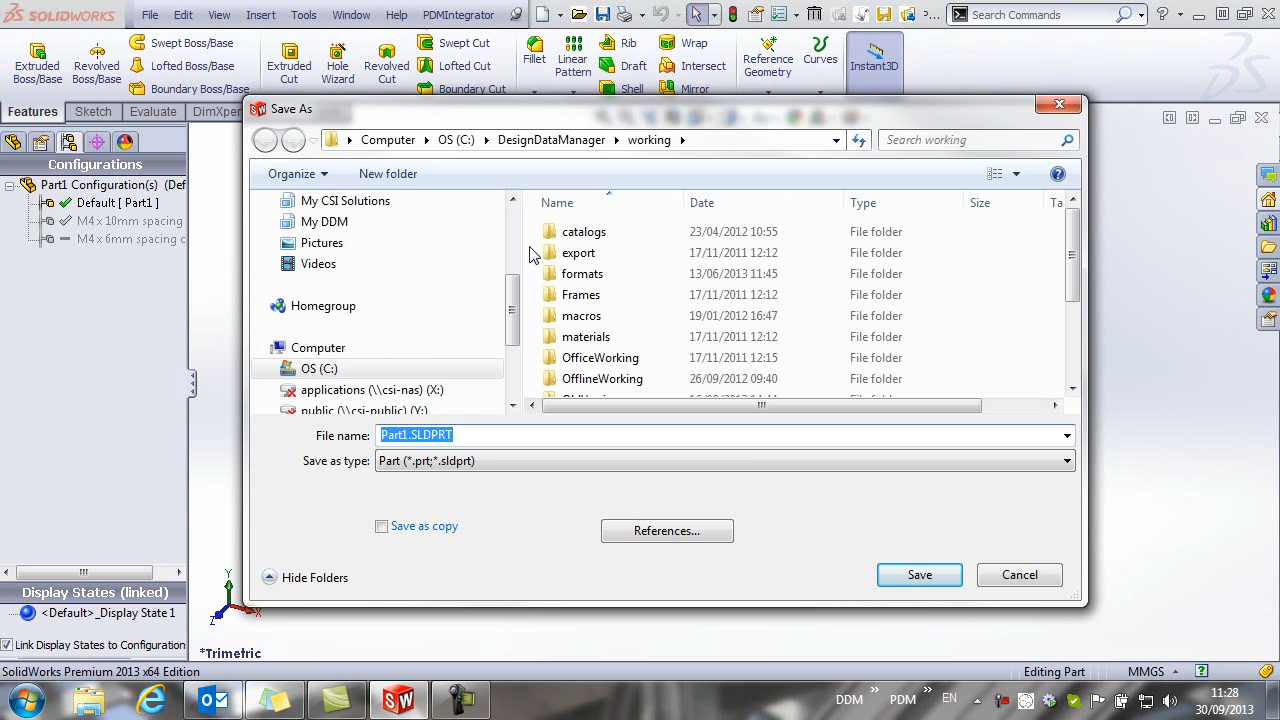 SOLIDWORKS File Edit View Insert Tools Window Help PDMIntegrator P... Search Commands
Extruded Boss/Base
Revolved Boss/Base
Swept Boss/Base
Lofted Boss/Base
Boundary Boss/Base
Extruded Cut
Hole Wizard
Revolved Cut
Swept Cut
Lofted Cut
Boundary Cut
Fillet
Linear Pattern
Rib
Draft
Shell
Wrap
Intersect
Mirror
Reference Geometry
Curves
Instant3D
Features Sketch Evaluate DimXper
Configurations
Part1 Configuration(s) (Def
Default [ Part1 ]
M4 x 10mm spacing
M4 x 6mm spacing c
Display States (linked)
<Default>_Display State 1
Link Display States to Configuration
Save As
Computer OS (C:) DesignDataManager working Search working
Organize New folder
My CSI Solutions
My DDM
Pictures
Videos
Homegroup
Computer
OS (C:)
applications (\\csi-nas) (X:)
public (\\csi-public) (Y:)
Name Date Type Size Ta
catalogs 23/04/2012 10:55 File folder
export 17/11/2011 12:12 File folder
formats 13/06/2013 11:45 File folder
Frames 17/11/2011 12:12 File folder
macros 19/01/2012 16:47 File folder
materials 17/11/2011 12:12 File folder
OfficeWorking 17/11/2011 12:15 File folder
OfflineWorking 26/09/2012 09:40 File folder
File name: Part1.SLDPRT
Save as type: Part (*.prt;*.sldprt)
Save as copy References...
Hide Folders Save Cancel
Y
X
Z
*Trimetric
SolidWorks Premium 2013 x64 Edition Editing Part MMGS
DDM PDM EN 11:28
30/09/2013